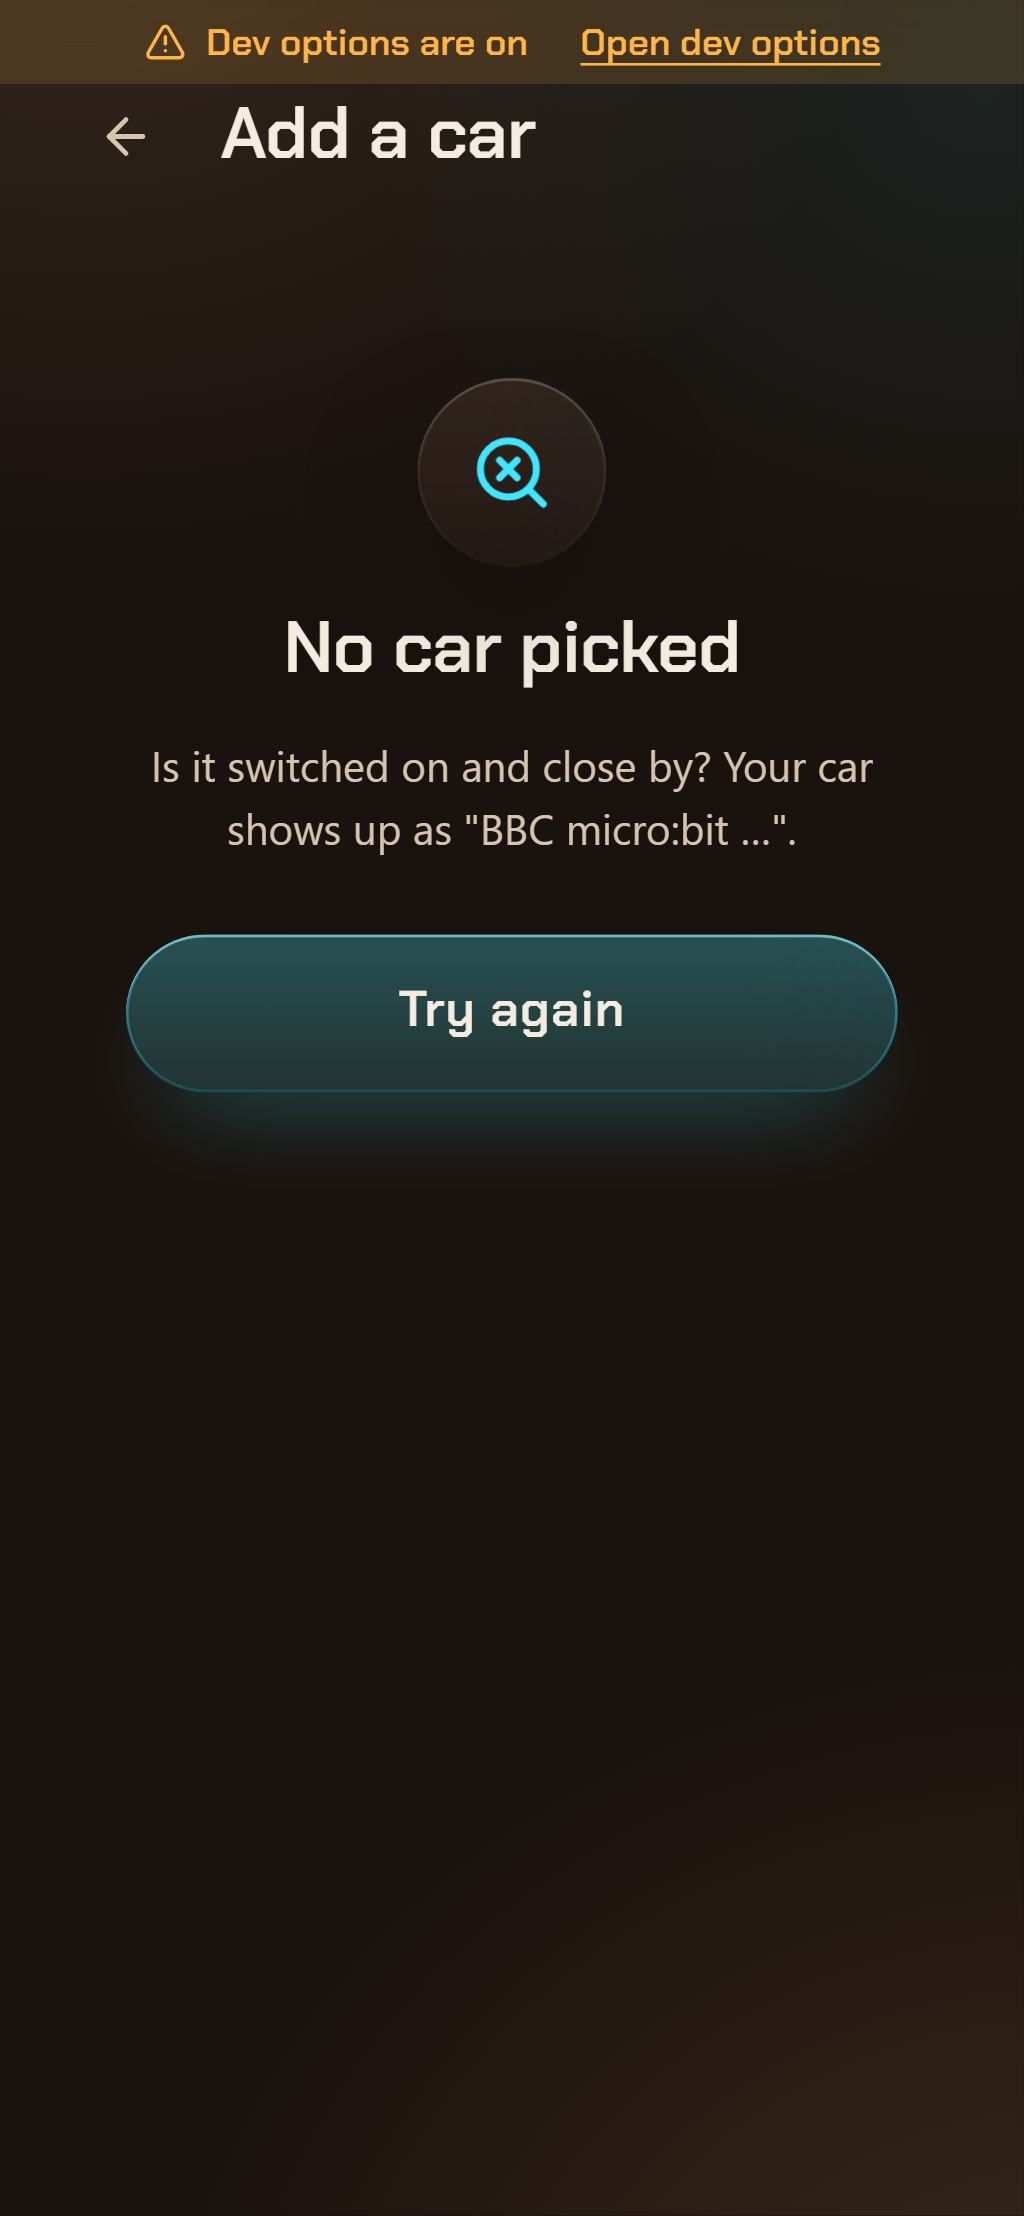 Dev options are on Open dev options
Add a car
No car picked
Is it switched on and close by? Your car
shows up as "BBC micro:bit ...".
Try again